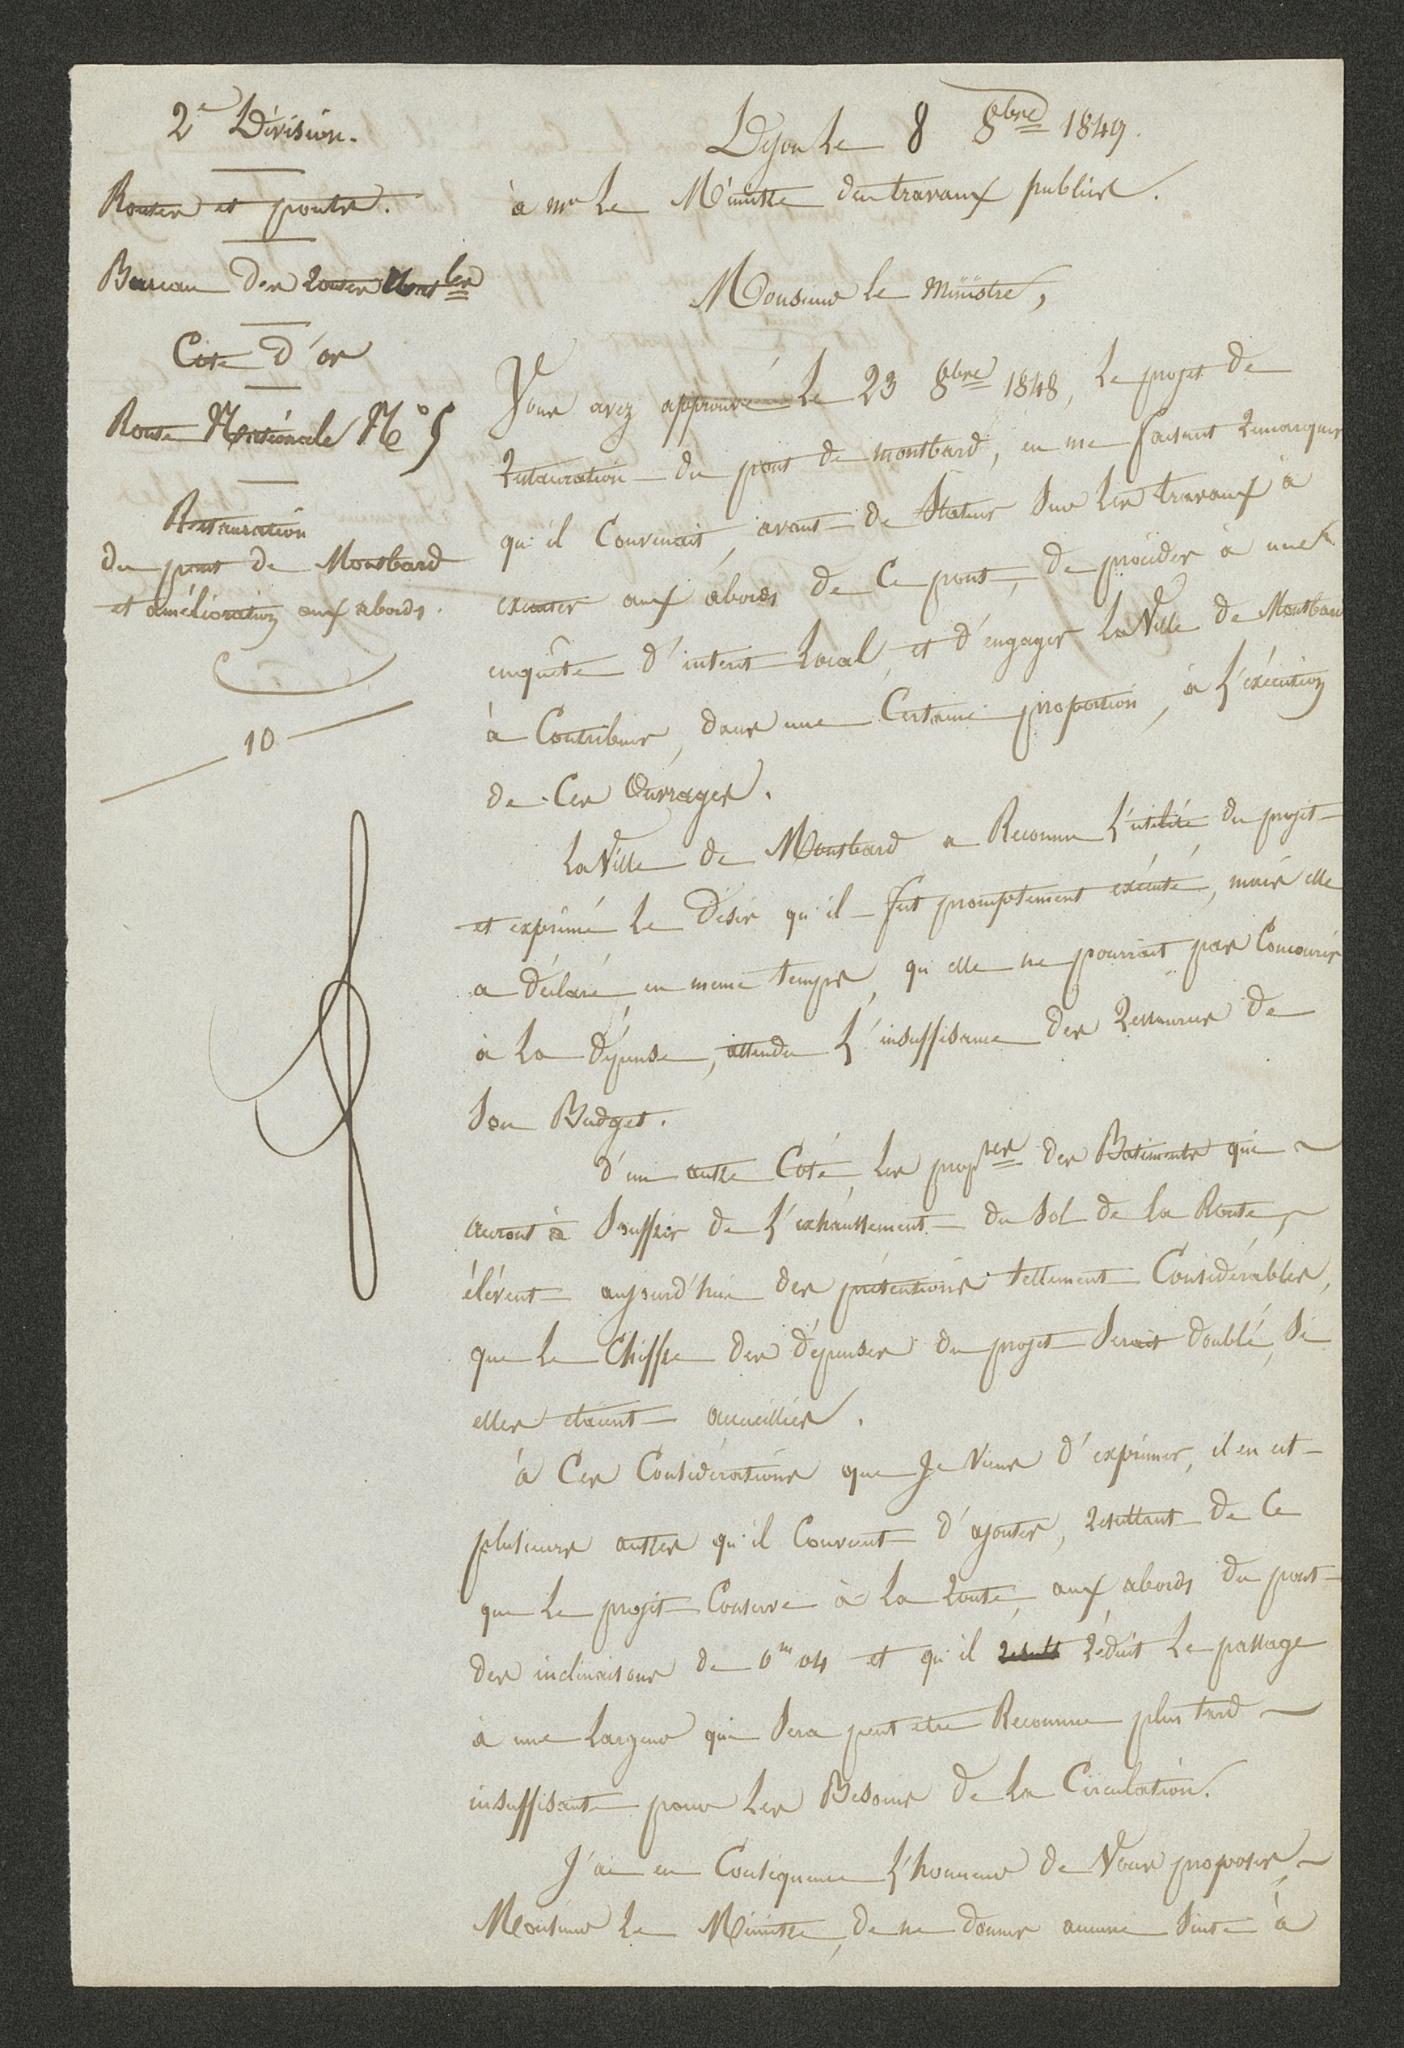 2e Division.
Routes et ponts.
Bureau des routes Nales
Côte d'or
Route Nationale N° 5
Restauration
du pont de Montbard
et amélioration aux abords.
10
Dijon le 8 8bre 1849.
à mr le Ministre des travaux publics.
Monsieur le Ministre,
Vous avez approuvé le 23 8bre 1848, le projet de
restauration du pont de montbard, en me faisant remarquer
qu'il Convenait, avant de Statuer Sur les travaux à
executer aux abords de Ce pont, de procéder à une
enquête d'interet Local, et d'engager la Ville de Montbard
à Contribuer, dans une Certaine proportion, à l'exécution
de Ces Ouvrages.
La Ville de Montbard a Reconnu l'utilité du projet
et exprimé le Désir qu'il fut promptement exécuté, mais elle
a déclaré en meme temps, qu'elle ne pourrait pas Concourir
à la dépense, attendu l'insuffisance des ressources de
Son Budget.
d'un autre Coté, les propres des Batiments qui
auront à Souffrir de l'exhaussement du Sol de la Route,
élèvent aujourd'hui des prétentions tellement Considérables,
que le Chiffre des dépenses du projet Serait doublé, Si
elles étaient accueillies.
à Ces Considérations que Je Viens d'exprimer, il en est
plusieurs autres qu'il Convient d'ajouter, resultant de Ce
que le projet Conserve à la route, aux abords du pont
des inclinaisons de 0m 04 et qu'il réduit le passage
à une largeur qui Sera peut etre Reconnue plus tard
insuffisante pour les Besoins de la Circulation.
J'ai en Conséquence l'honneur de Vous proposer,
Monsieur le Ministre, de ne donner aucune Suite à